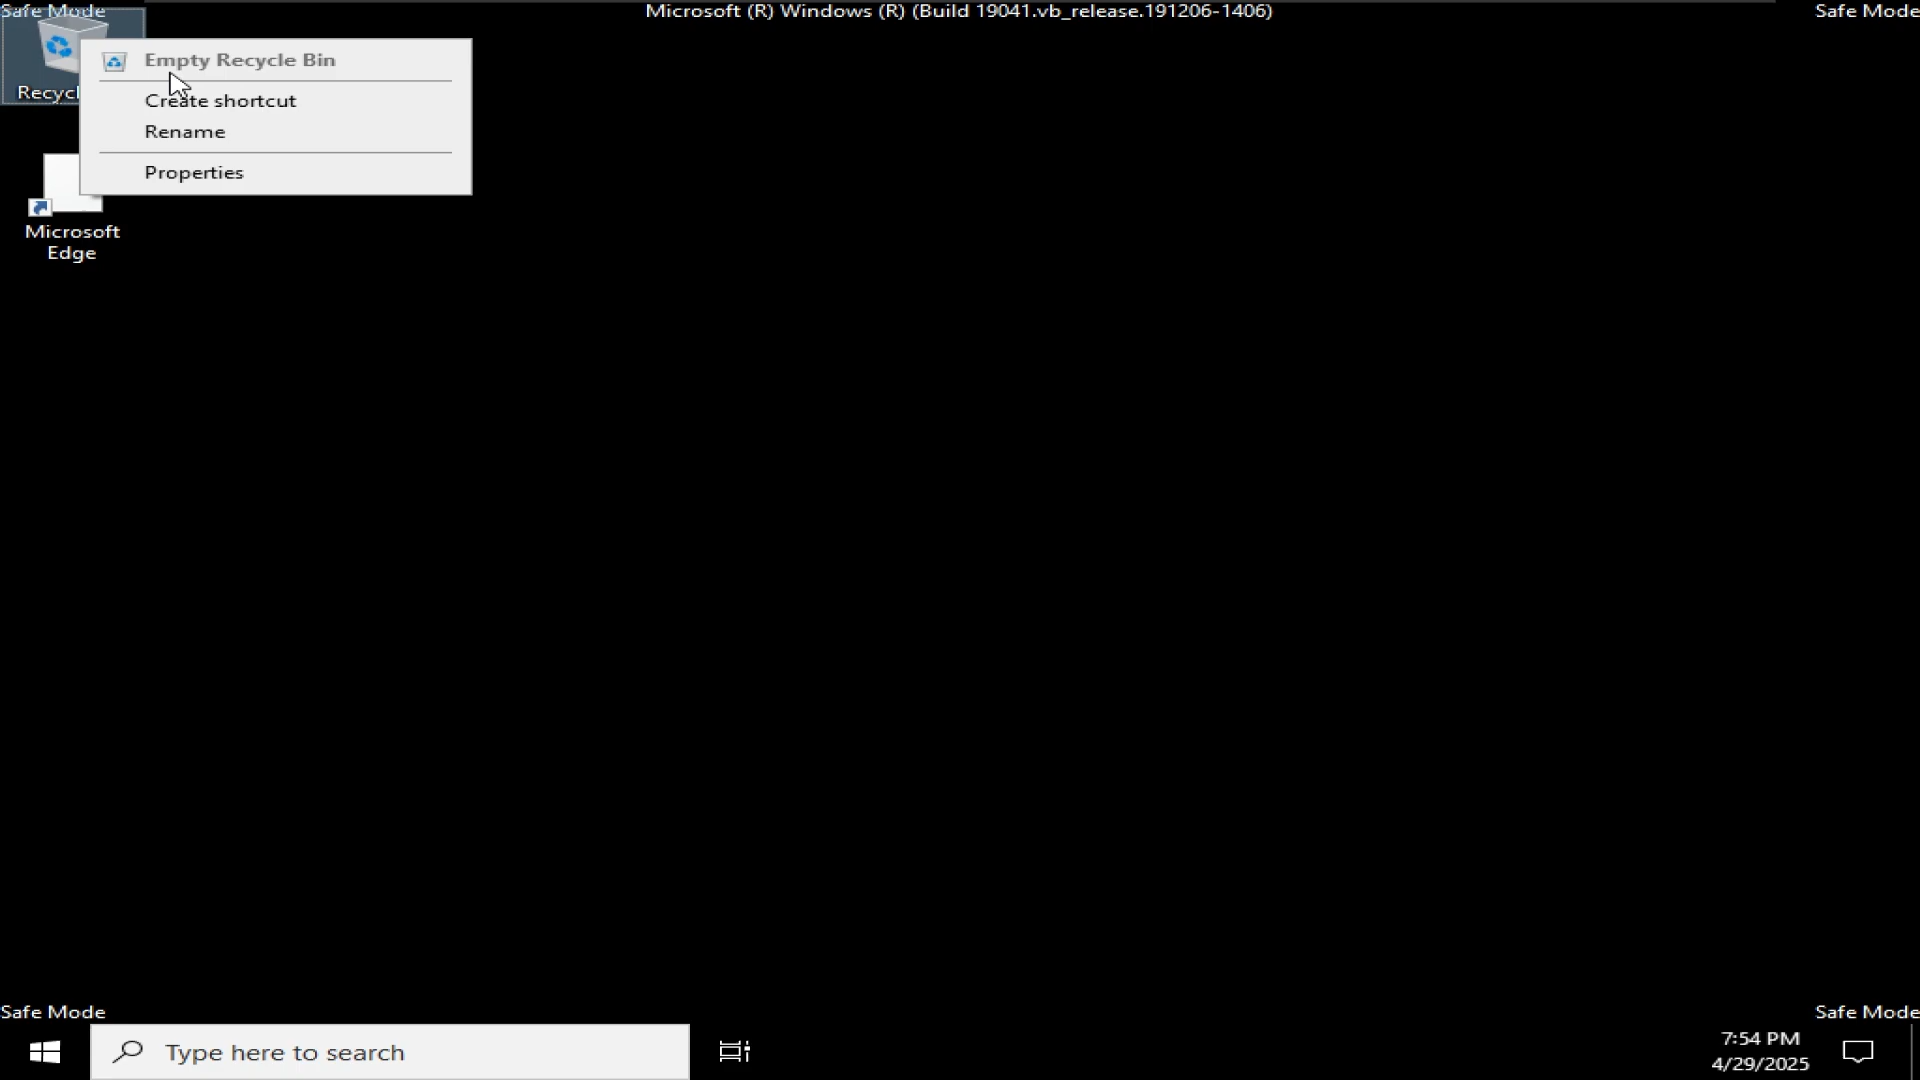 Safe Mode
Microsoft (R) Windows (R) (Build 19041.vb_release.191206-1406)
Safe Mode
Empty Recycle Bin
Recycl
Create shortcut
Rename
Properties
Microsoft
Edge
Safe Mode
Safe Mode
Type here to search
7:54 PM
4/29/2025